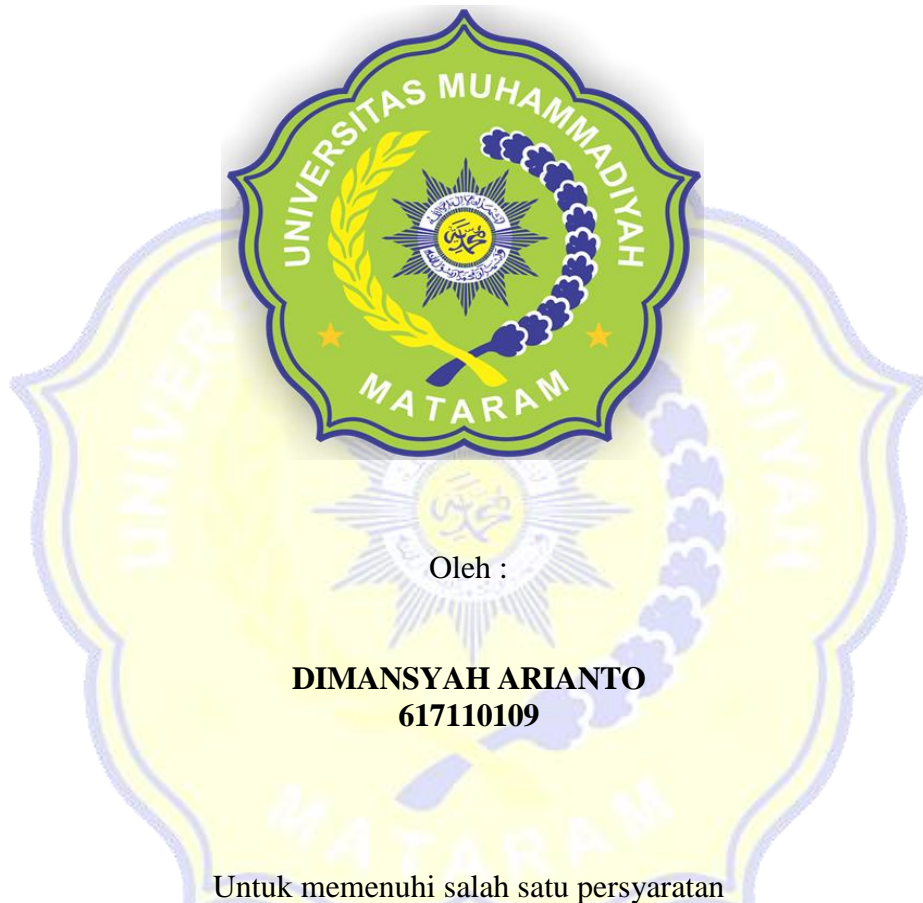 UNIVERSITAS MUHAMMADIYAH
MATARAM
Oleh :
DIMANSYAH ARIANTO
617110109
Untuk memenuhi salah satu persyaratan